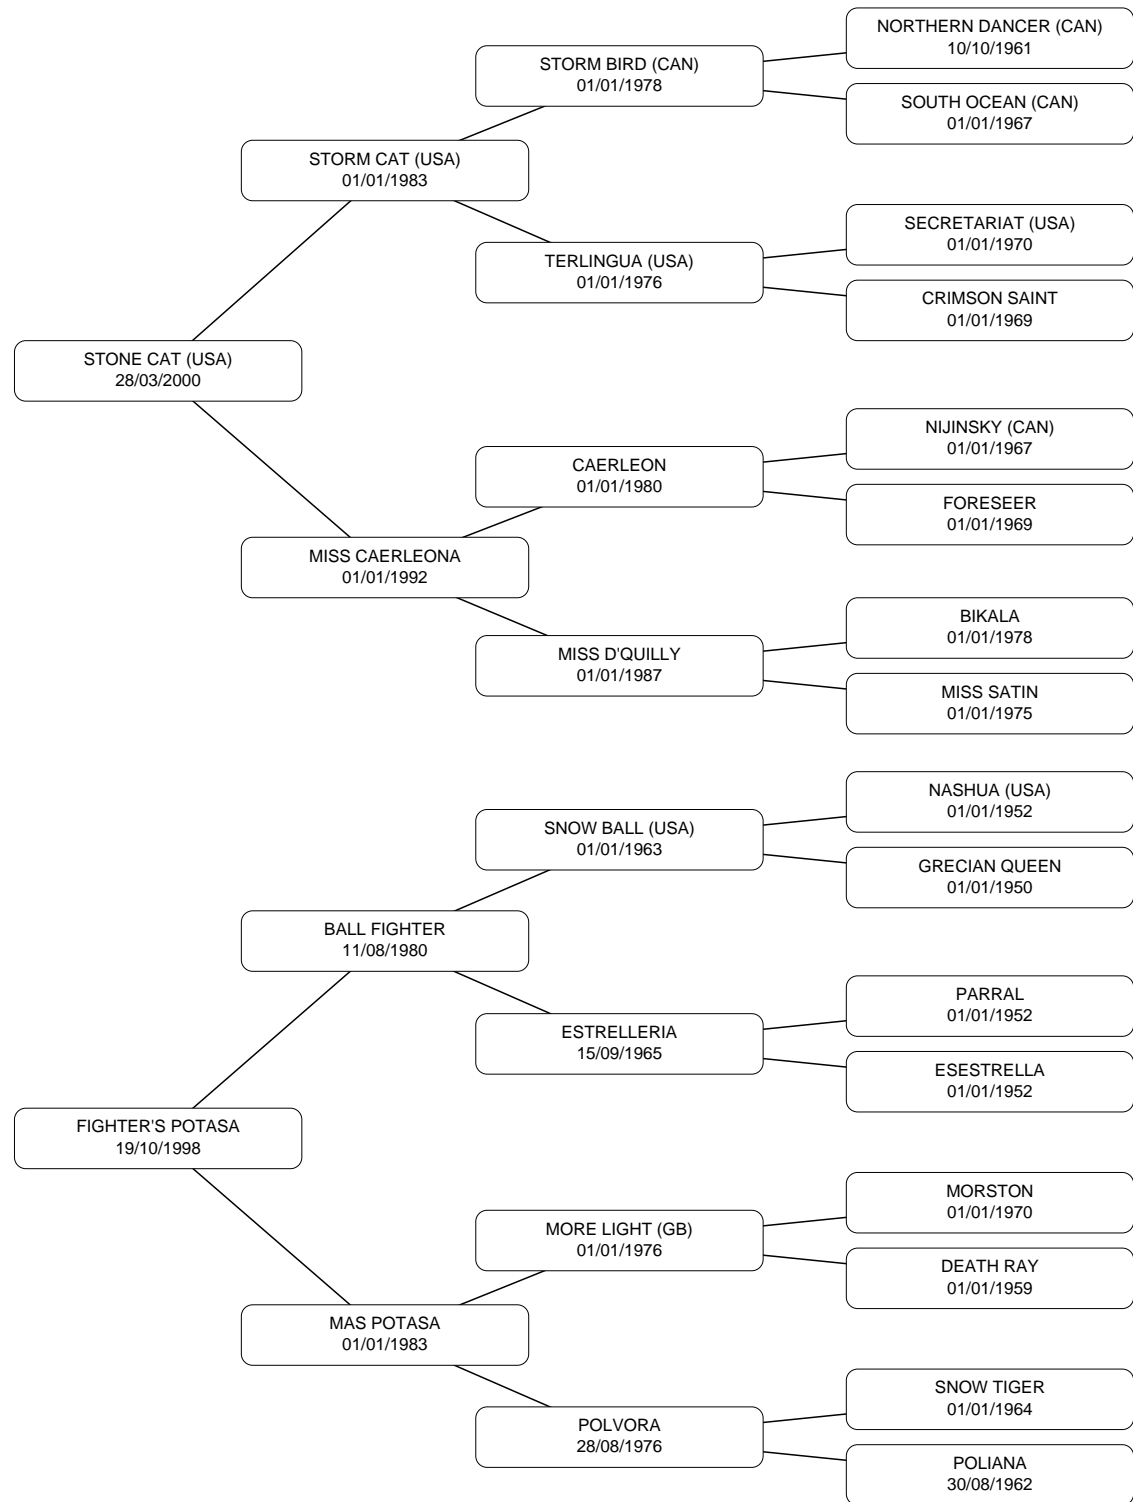 NORTHERN DANCER (CAN)
10/10/1961
STORM BIRD (CAN)
01/01/1978
SOUTH OCEAN (CAN)
01/01/1967
STORM CAT (USA)
01/01/1983
SECRETARIAT (USA)
01/01/1970
TERLINGUA (USA)
01/01/1976
CRIMSON SAINT
01/01/1969
STONE CAT (USA)
28/03/2000
NIJINSKY (CAN)
01/01/1967
CAERLEON
01/01/1980
FORESEER
01/01/1969
MISS CAERLEONA
01/01/1992
BIKALA
01/01/1978
MISS D'QUILLY
01/01/1987
MISS SATIN
01/01/1975
NASHUA (USA)
01/01/1952
SNOW BALL (USA)
01/01/1963
GRECIAN QUEEN
01/01/1950
BALL FIGHTER
11/08/1980
PARRAL
01/01/1952
ESTRELLERIA
15/09/1965
ESESTRELLA
01/01/1952
FIGHTER'S POTASA
19/10/1998
MORSTON
01/01/1970
MORE LIGHT (GB)
01/01/1976
DEATH RAY
01/01/1959
MAS POTASA
01/01/1983
SNOW TIGER
01/01/1964
POLVORA
28/08/1976
POLIANA
30/08/1962